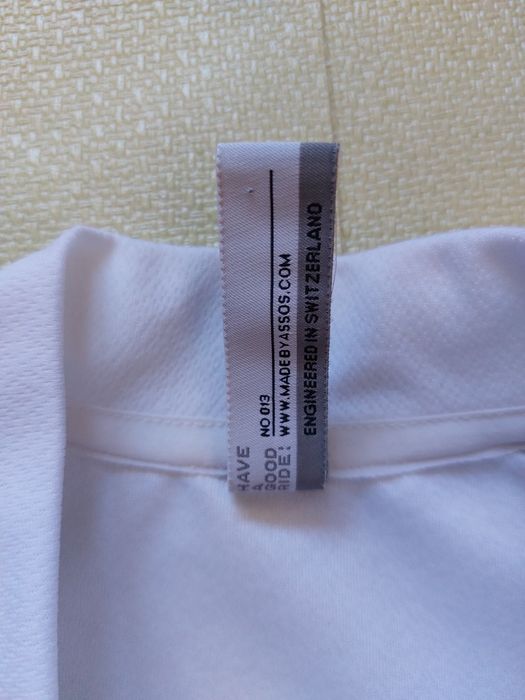 HAVE
A
GOOD
RIDE!
NO 013
WWW.MADEBYASSOS.COM
ENGINEERED IN SWITZERLAND